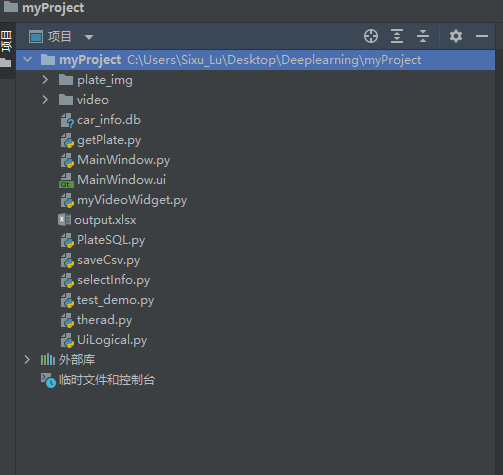 myProject
项目
项目
myProject C:\Users\Sixu_Lu\Desktop\Deeplearning\myProject
plate_img
video
car_info.db
getPlate.py
MainWindow.py
MainWindow.ui
myVideoWidget.py
output.xlsx
PlateSQL.py
saveCsv.py
selectInfo.py
test_demo.py
therad.py
UiLogical.py
外部库
临时文件和控制台